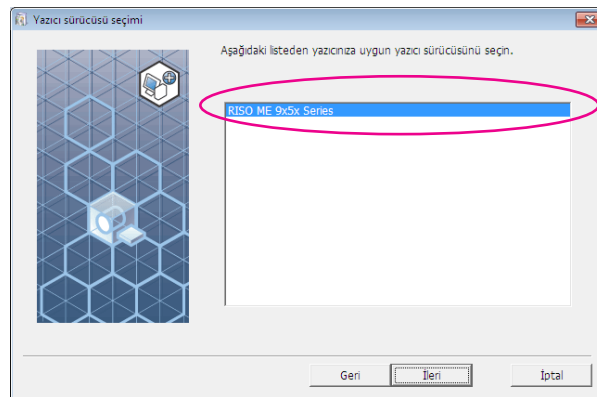 Yazıcı sürücüsü seçimi
Aşağıdaki listeden yazıcınıza uygun yazıcı sürücüsünü seçin.
RISO ME 9x5x Series
Geri İleri İptal